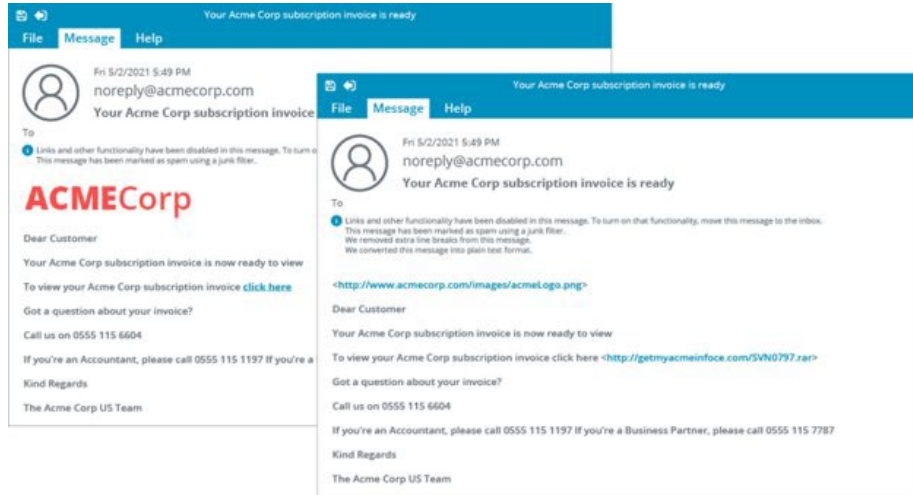 Your Acme Corp subscription invoice is ready
File Message Help
Fri 5/2/2021 5:49 PM
noreply@acmecorp.com
Your Acme Corp subscription invoice
To
Links and other functionality have been disabled in this message. To turn o
This message has been marked as spam using a junk filter.
ACMECorp
Dear Customer
Your Acme Corp subscription invoice is now ready to view
To view your Acme Corp subscription invoice click here
Got a question about your invoice?
Call us on 0555 115 6604
If you're an Accountant, please call 0555 115 1197 If you're a
Kind Regards
The Acme Corp US Team
Your Acme Corp subscription invoice is ready
File Message Help
Fri 5/2/2021 5:49 PM
noreply@acmecorp.com
Your Acme Corp subscription invoice is ready
To
Links and other functionality have been disabled in this message. To turn on that functionality, move this message to the inbox.
This message has been marked as spam using a junk filter.
We removed extra line breaks from this message.
We converted this message into plain text format.
<http://www.acmecorp.com/images/acmeLogo.png>
Dear Customer
Your Acme Corp subscription invoice is now ready to view
To view your Acme Corp subscription invoice click here <http://getmyacmeinfoce.com/SVN0797.rar>
Got a question about your invoice?
Call us on 0555 115 6604
If you're an Accountant, please call 0555 115 1197 If you're a Business Partner, please call 0555 115 7787
Kind Regards
The Acme Corp US Team